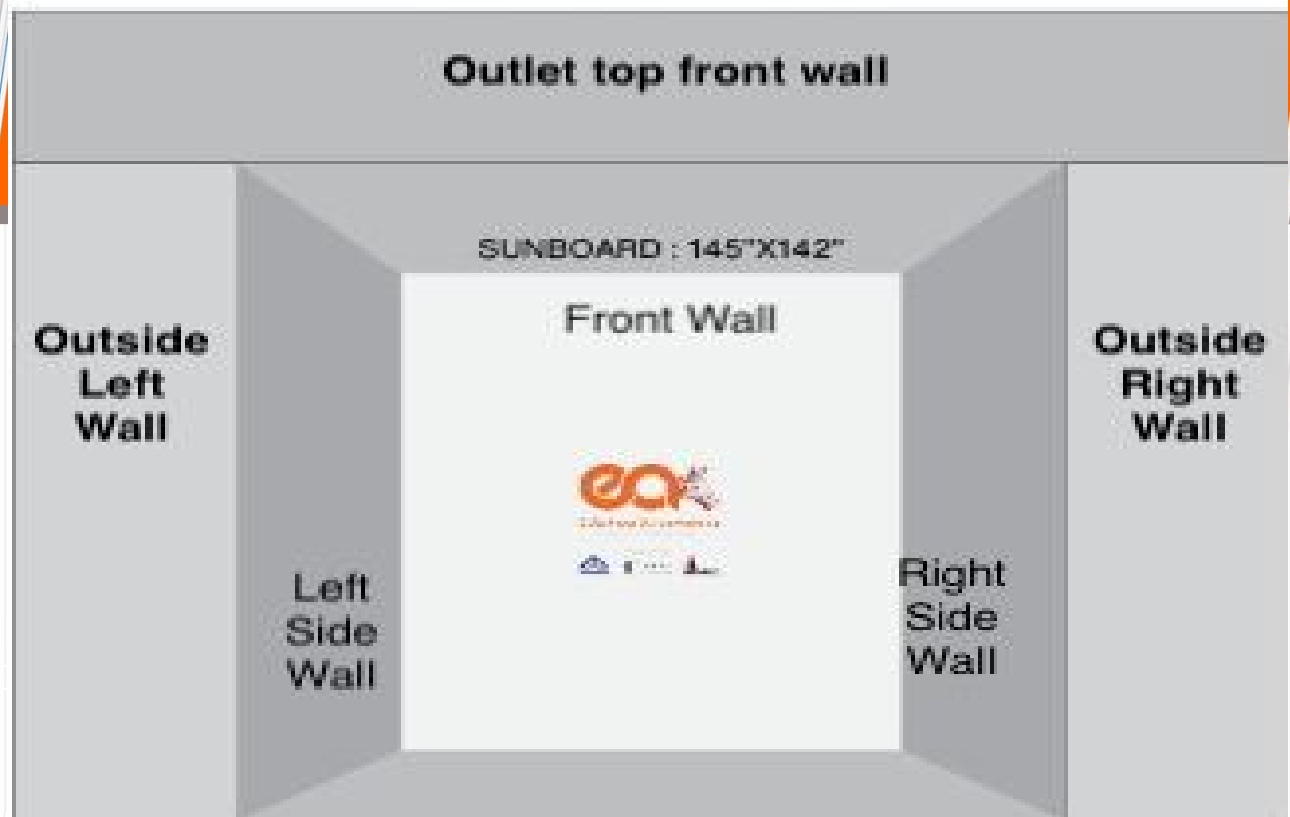 Outlet top front wall
SUNBOARD : 145"X142"
Front Wall
Outside
Left
Wall
Outside
Right
Wall
Left
Side
Wall
Right
Side
Wall